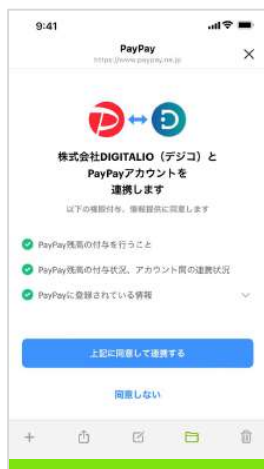 9:41
PayPay
https://www.paypay.ne.jp
株式会社DIGITALIO（デジコ）と
PayPayアカウントを
連携します
以下の権限付与、情報提供に同意します
PayPay残高の付与を行うこと
PayPay残高の付与状況、アカウント間の連携状況
PayPayに登録されている情報
上記に同意して連携する
同意しない